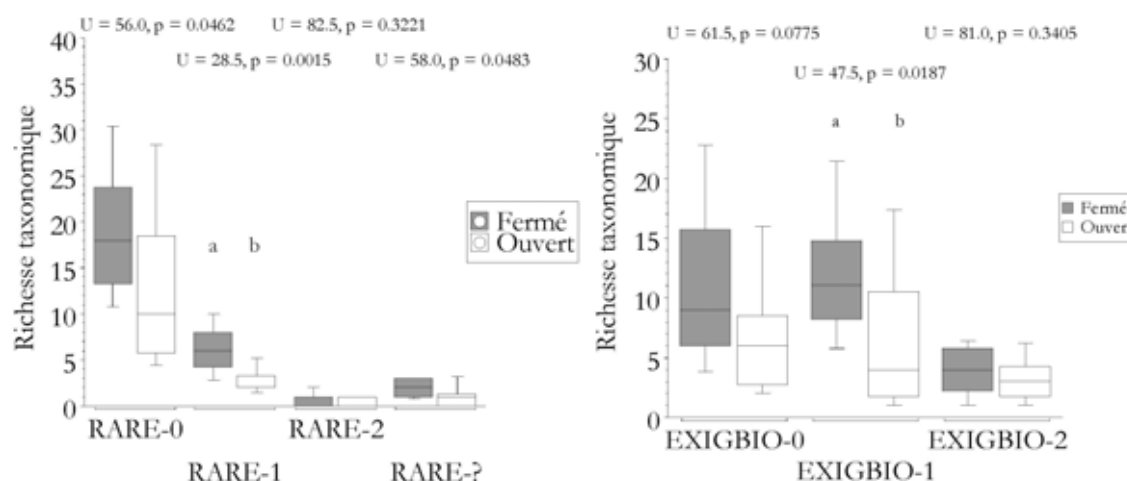 U = 56.0, p = 0.0462
U = 82.5, p = 0.3221
U = 28.5, p = 0.0015
U = 58.0, p = 0.0483
Richesse taxonomique
40
35
30
25
20
15
10
5
0
a
b
Fermé
Ouvert
RARE-0
RARE-2
RARE-1
RARE-?
U = 61.5, p = 0.0775
U = 81.0, p = 0.3405
U = 47.5, p = 0.0187
Richesse taxonomique
30
25
20
15
10
5
0
a
b
Fermé
Ouvert
EXIGBIO-0
EXIGBIO-2
EXIGBIO-1